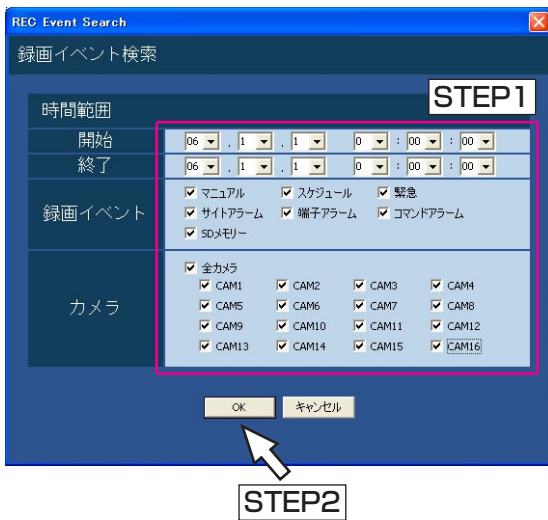 REC Event Search
録画イベント検索
STEP1
時間範囲
開始 06 . 1 . 1 0 : 00 : 00
終了 06 . 1 . 1 0 : 00 : 00
録画イベント
マニュアル スケジュール 緊急
サイトアラーム 端子アラーム コマンドアラーム
SDメモリー
カメラ
全カメラ
CAM1 CAM2 CAM3 CAM4
CAM5 CAM6 CAM7 CAM8
CAM9 CAM10 CAM11 CAM12
CAM13 CAM14 CAM15 CAM16
OK キャンセル
STEP2